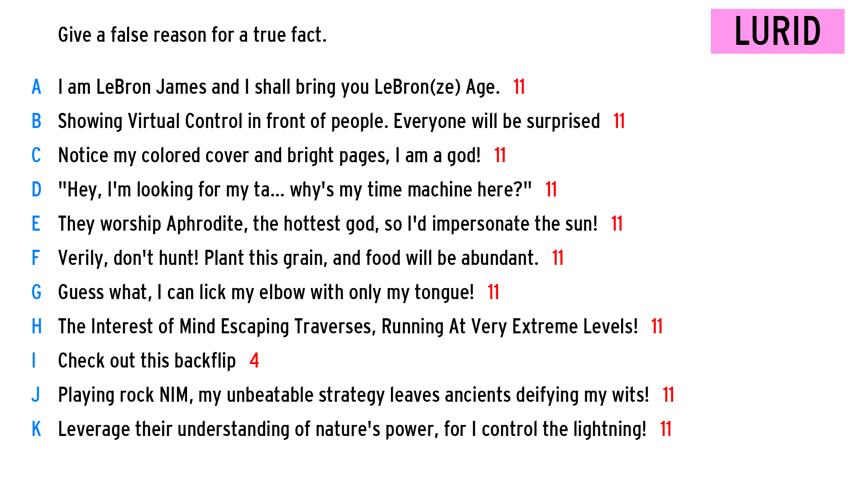 Give a false reason for a true fact.
LURID
A I am LeBron James and I shall bring you LeBron(ze) Age. 11
B Showing Virtual Control in front of people. Everyone will be surprised 11
C Notice my colored cover and bright pages, I am a god! 11
D "Hey, I'm looking for my ta... why's my time machine here?" 11
E They worship Aphrodite, the hottest god, so I'd impersonate the sun! 11
F Verily, don't hunt! Plant this grain, and food will be abundant. 11
G Guess what, I can lick my elbow with only my tongue! 11
H The Interest of Mind Escaping Traverses, Running At Very Extreme Levels! 11
I Check out this backflip 4
J Playing rock NIM, my unbeatable strategy leaves ancients deifying my wits! 11
K Leverage their understanding of nature's power, for I control the lightning! 11